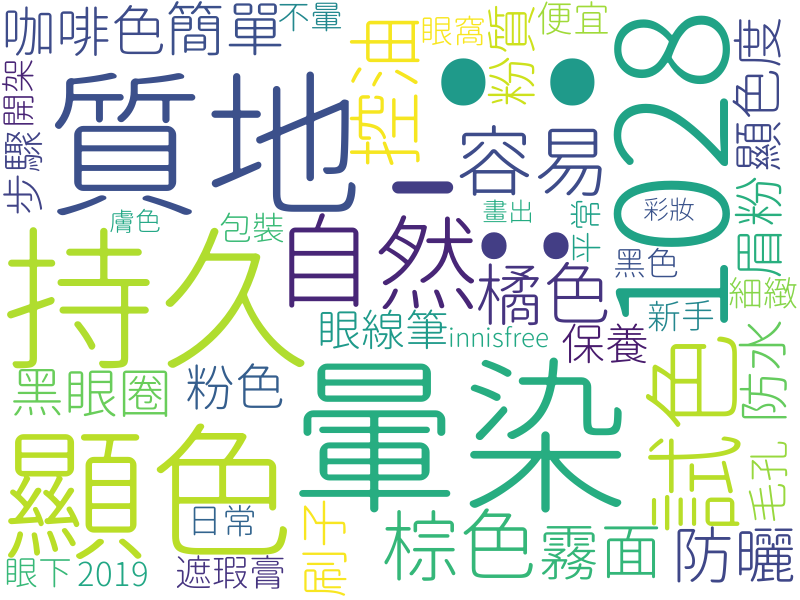 咖啡色
簡單
不暈
眼窩
粉質
便宜
1028
顯色度
開架
步驟
質地
控油
容易
膚色
包裝
自然
畫出
平常
彩妝
眉粉
持久
橘色
黑色
細緻
新手
眼線筆
innisfree
保養
防水
黑眼圈
粉色
暈染
試色
毛孔
顯色
日常
刷子
棕色
霧面
防曬
眼下
2019
遮瑕膏